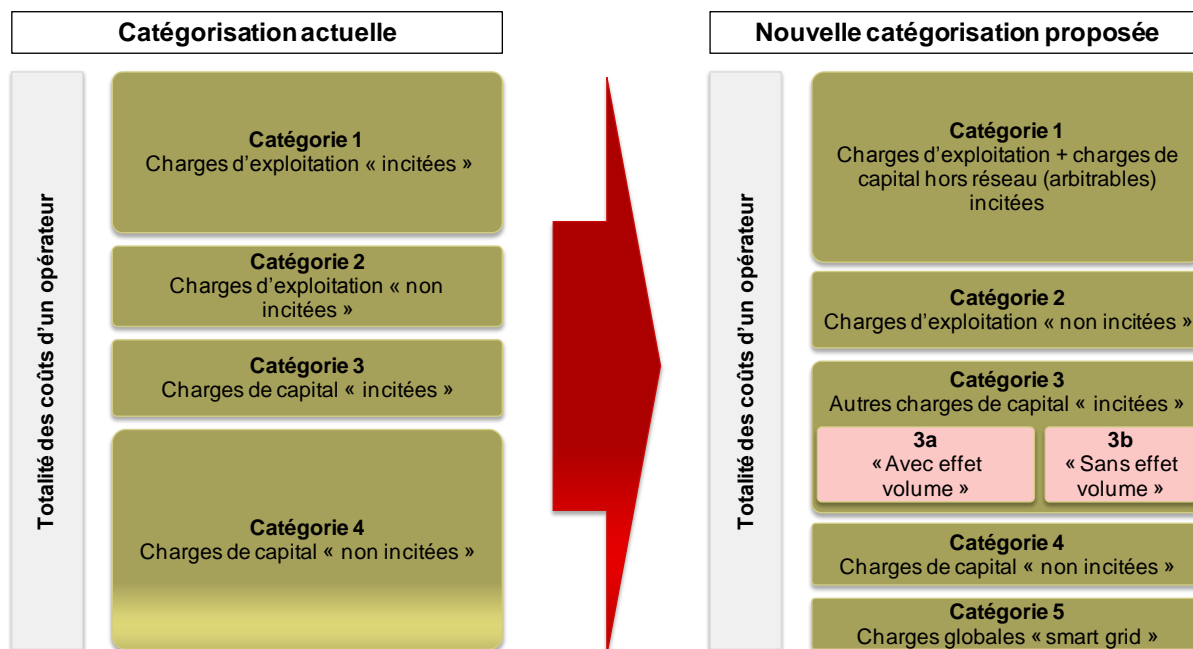 Catégorisation actuelle
Totalité des coûts d'un opérateur
Catégorie 1
Charges d'exploitation « incitées »
Catégorie 2
Charges d'exploitation « non
incitées »
Catégorie 3
Charges de capital « incitées »
Catégorie 4
Charges de capital « non incitées »
Nouvelle catégorisation proposée
Totalité des coûts d'un opérateur
Catégorie 1
Charges d'exploitation + charges de
capital hors réseau (arbitrables)
incitées
Catégorie 2
Charges d'exploitation « non incitées »
Catégorie 3
Autres charges de capital « incitées »
3a
« Avec effet
volume »
3b
« Sans effet
volume »
Catégorie 4
Charges de capital « non incitées »
Catégorie 5
Charges globales « smart grid »